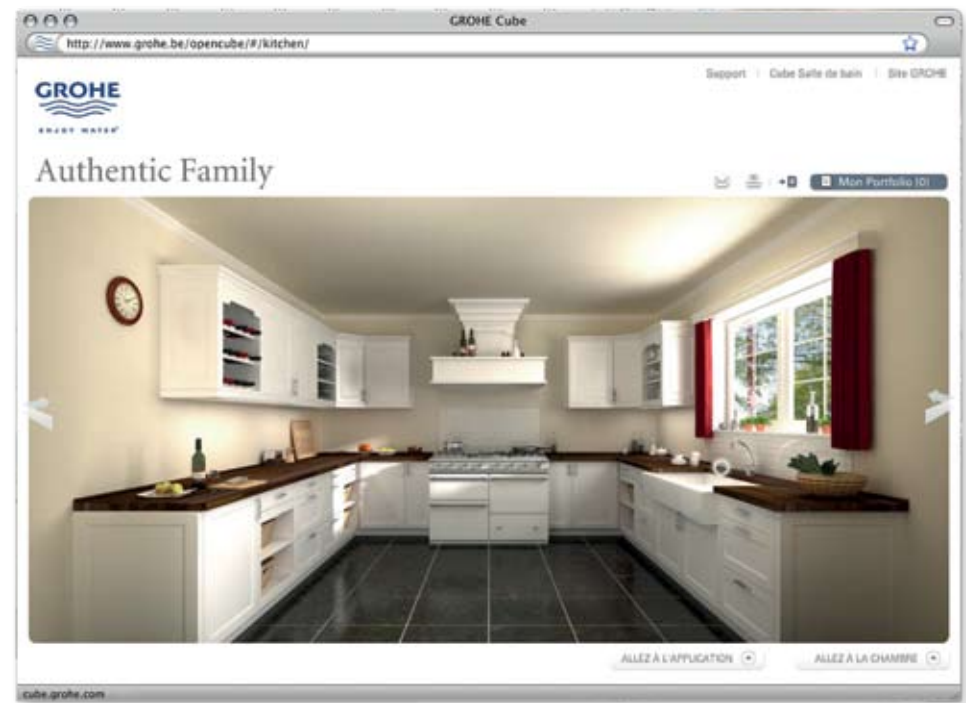 GROHE Cube
http://www.grohe.be/opencube/#/kitchen/
Support | Cube Salle de bain | Site GROHE
GROHE
ENJOY WATER®
Authentic Family
Mon Portfolio (0)
ALLEZ À L'APPLICATION
ALLEZ À LA CHAMBRE
cube.grohe.com